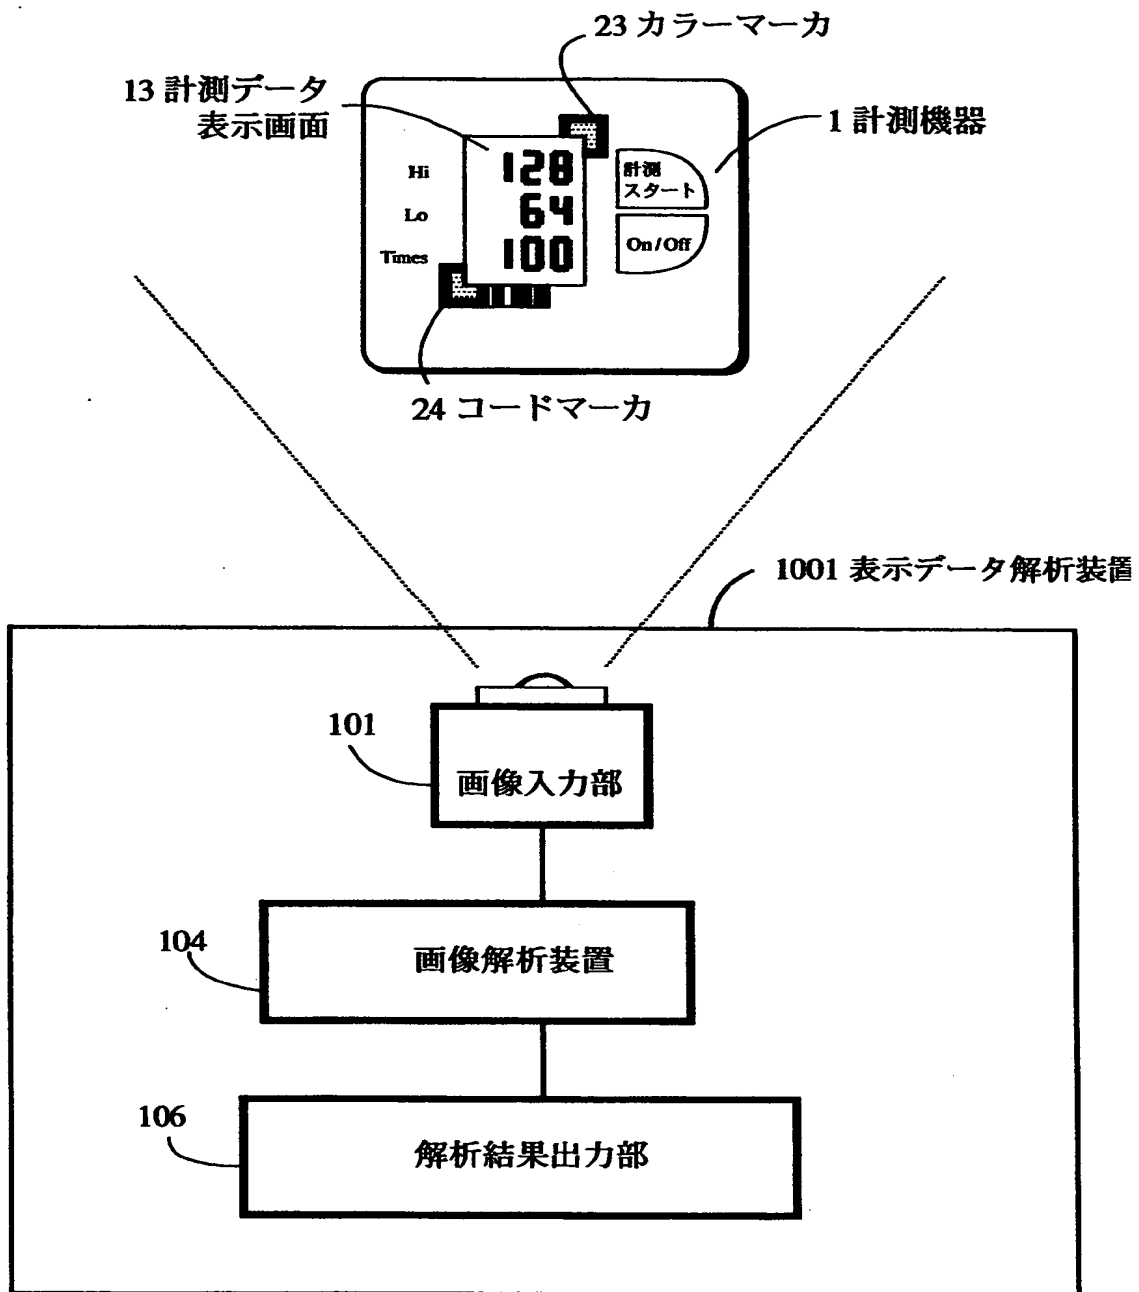 23 カラーマーカ
13 計測データ
表示画面
1 計測機器
Hi
128
計測
スタート
Lo
64
On/Off
Times
100
24 コードマーカ
1001 表示データ解析装置
101
画像入力部
104
画像解析装置
106
解析結果出力部